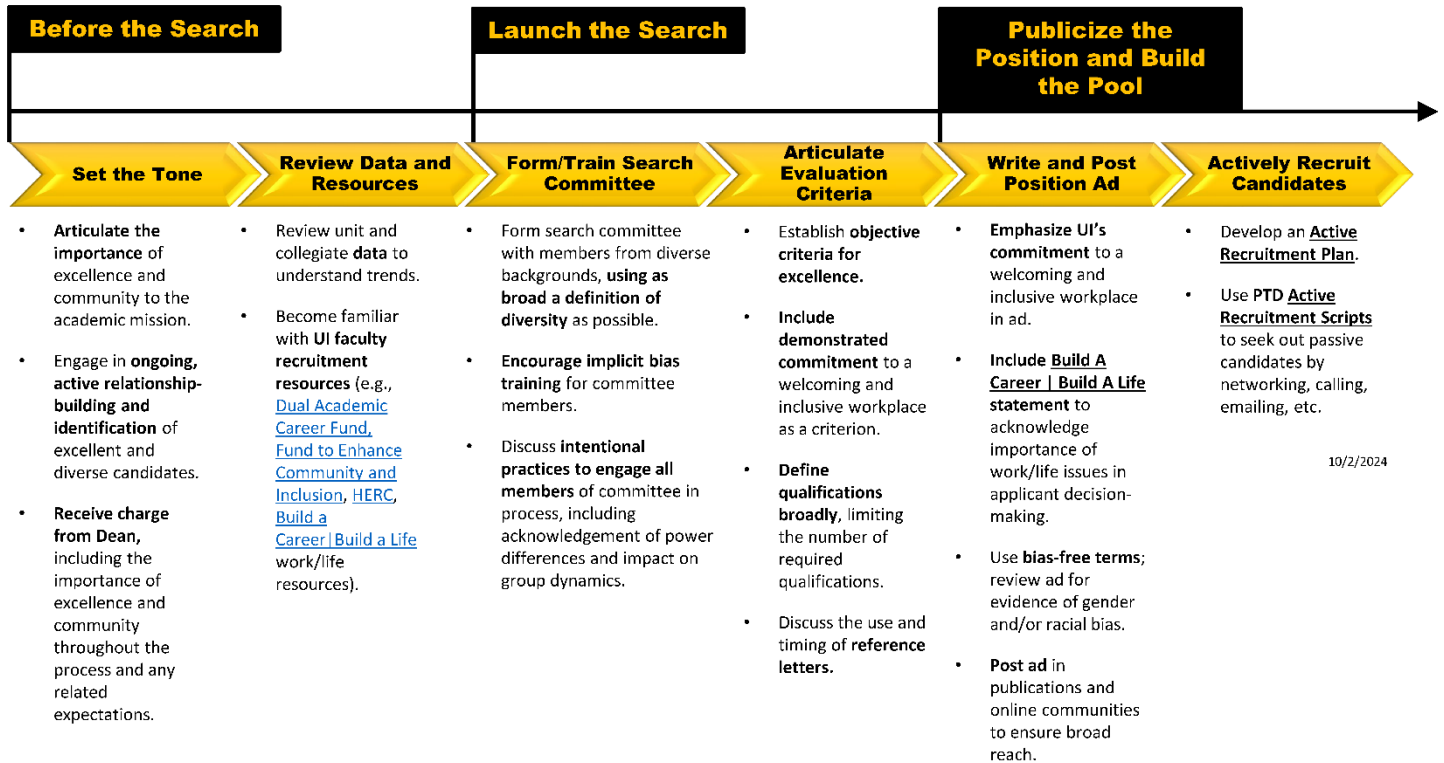 Before the Search
Launch the Search
Publicize the
Position and Build
the Pool
Set the Tone
Review Data and
Resources
Form/Train Search
Committee
Articulate
Evaluation
Criteria
Write and Post
Position Ad
Actively Recruit
Candidates
• Articulate the
importance of
excellence and
community to the
academic mission.
• Engage in ongoing,
active relationship-
building and
identification of
excellent and
diverse candidates.
• Receive charge
from Dean,
including the
importance of
excellence and
community
throughout the
process and any
related
expectations.
• Review unit and
collegiate data to
understand trends.
• Become familiar
with UI faculty
recruitment
resources (e.g.,
Dual Academic
Career Fund,
Fund to Enhance
Community and
Inclusion, HERC,
Build a
Career|Build a Life
work/life
resources).
• Form search committee
with members from diverse
backgrounds, using as
broad a definition of
diversity as possible.
• Encourage implicit bias
training for committee
members.
• Discuss intentional
practices to engage all
members of committee in
process, including
acknowledgement of power
differences and impact on
group dynamics.
• Establish objective
criteria for
excellence.
• Include
demonstrated
commitment to a
welcoming and
inclusive workplace
as a criterion.
• Define
qualifications
broadly, limiting
the number of
required
qualifications.
• Discuss the use and
timing of reference
letters.
• Emphasize UI's
commitment to a
welcoming and
inclusive workplace
in ad.
• Include Build A
Career | Build A Life
statement to
acknowledge
importance of
work/life issues in
applicant decision-
making.
• Use bias-free terms;
review ad for
evidence of gender
and/or racial bias.
• Post ad in
publications and
online communities
to ensure broad
reach.
• Develop an Active
Recruitment Plan.
• Use PTD Active
Recruitment Scripts
to seek out passive
candidates by
networking, calling,
emailing, etc.
10/2/2024